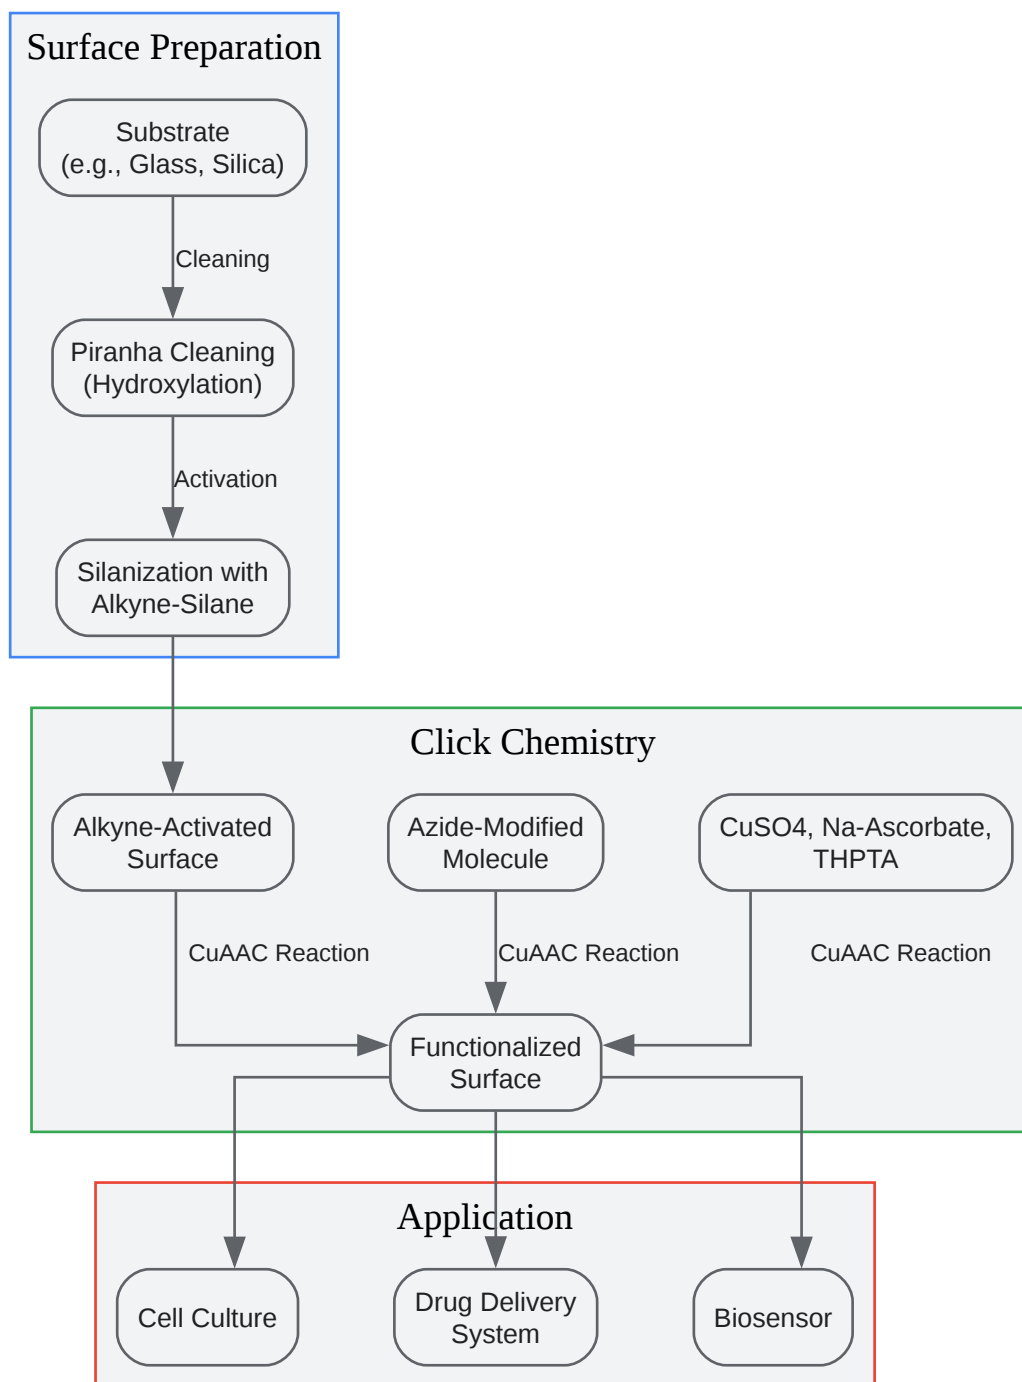 Surface Preparation
Substrate
(e.g., Glass, Silica)
Cleaning
Piranha Cleaning
(Hydroxylation)
Activation
Silanization with
Alkyne-Silane
Click Chemistry
Alkyne-Activated
Surface
Azide-Modified
Molecule
CuSO4, Na-Ascorbate,
THPTA
CuAAC Reaction
CuAAC Reaction
CuAAC Reaction
Functionalized
Surface
Application
Cell Culture
Drug Delivery
System
Biosensor